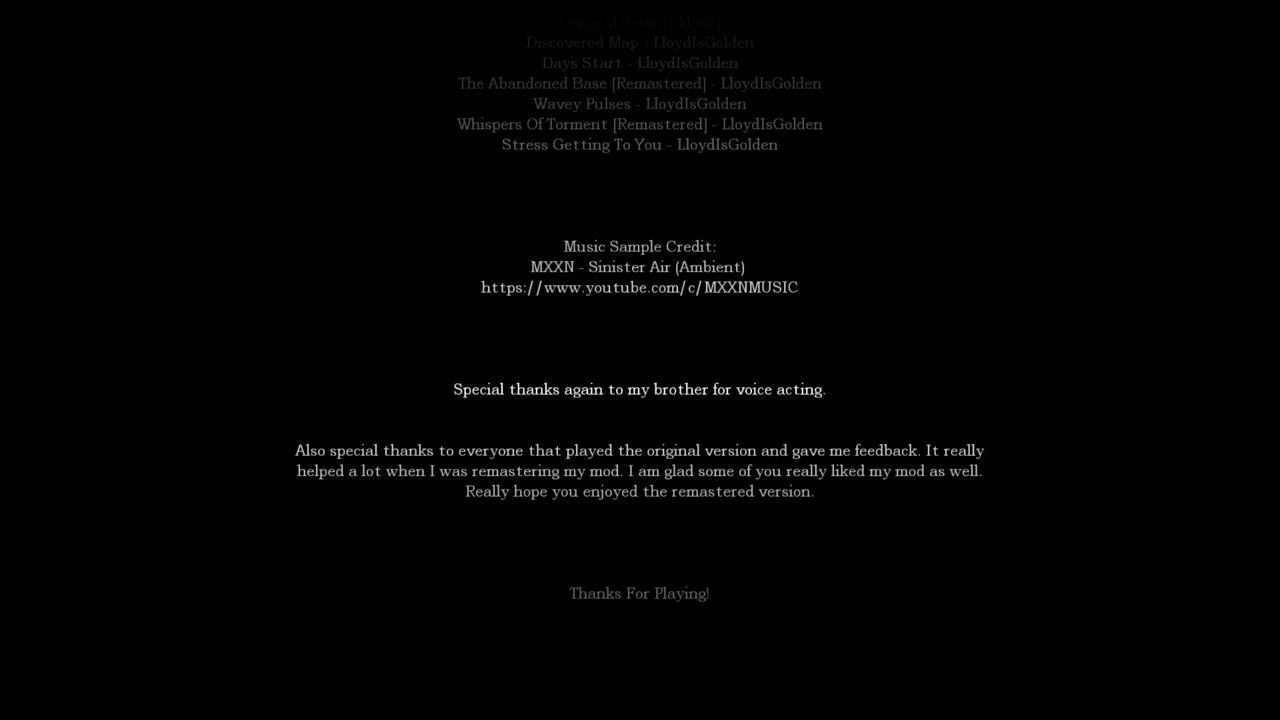 Original Songs[I Made]
Discovered Map - LloydIsGolden
Days Start - LloydIsGolden
The Abandoned Base [Remastered] - LloydIsGolden
Wavey Pulses - LloydIsGolden
Whispers Of Torment [Remastered] - LloydIsGolden
Stress Getting To You - LloydIsGolden
Music Sample Credit:
MXXN - Sinister Air (Ambient)
https://www.youtube.com/c/MXXNMUSIC
Special thanks again to my brother for voice acting.
Also special thanks to everyone that played the original version and gave me feedback. It really
helped a lot when I was remastering my mod. I am glad some of you really liked my mod as well.
Really hope you enjoyed the remastered version.
Thanks For Playing!